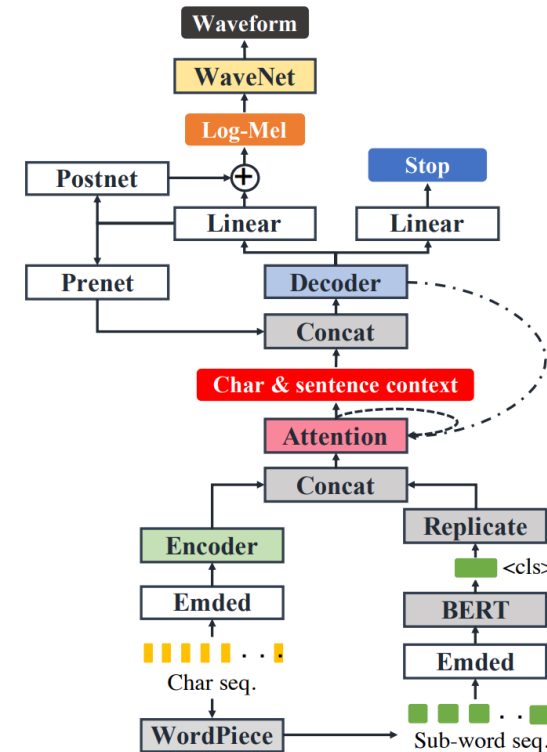 Waveform
WaveNet
Log-Mel
Postnet
+
Stop
Linear
Linear
Prenet
Decoder
Concat
Char & sentence context
Attention
Concat
Replicate
Encoder
<cls>
Emded
BERT
Emded
Char seq.
WordPiece
Sub-word seq.